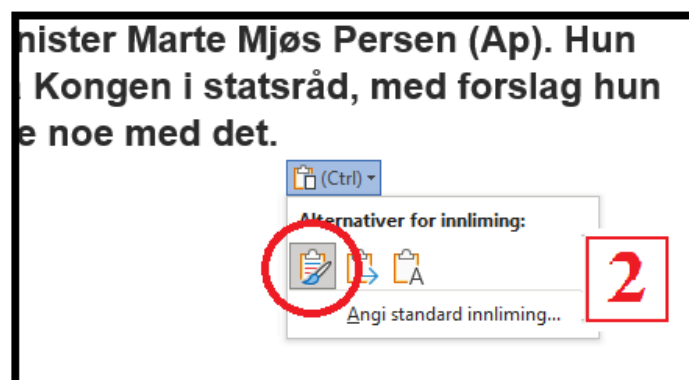 nister Marte Mjøs Persen (Ap). Hun
Kongen i statsråd, med forslag hun
e noe med det.
(Ctrl)
Alternativer for innliming:
A
2
Angi standard innliming...